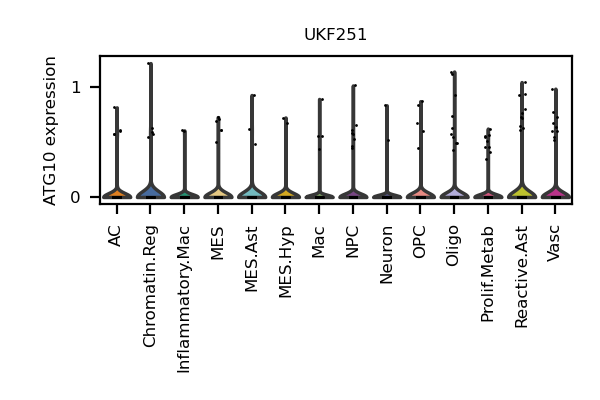 UKF251
ATG10 expression
1
0
AC
Chromatin.Reg
Inflammatory.Mac
MES
MES.Ast
MES.Hyp
Mac
NPC
Neuron
OPC
Oligo
Prolif.Metab
Reactive.Ast
Vasc